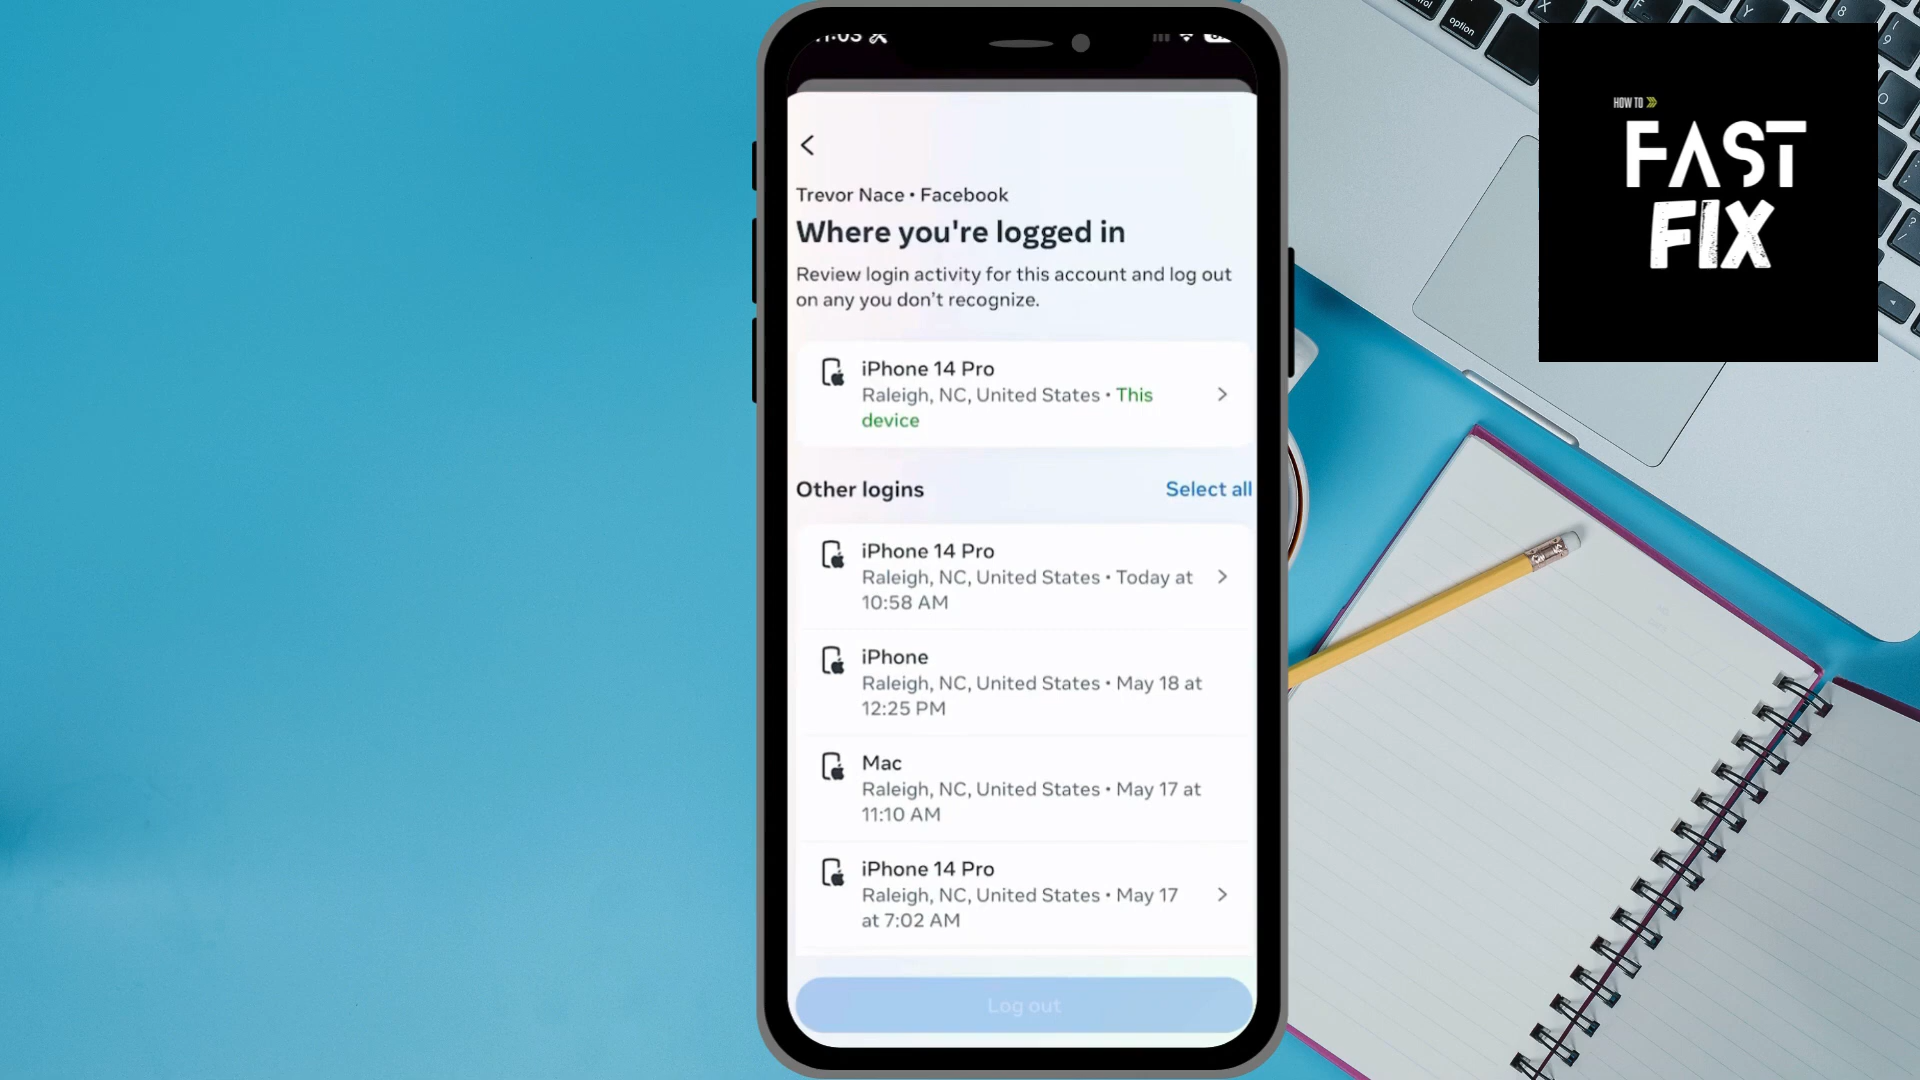 Trevor Nace • Facebook
Where you're logged in
Review login activity for this account and log out
on any you don't recognize.
iPhone 14 Pro
Raleigh, NC, United States • This
device
Other logins
Select all
iPhone 14 Pro
Raleigh, NC, United States • Today at
10:58 AM
iPhone
Raleigh, NC, United States • May 18 at
12:25 PM
Mac
Raleigh, NC, United States • May 17 at
11:10 AM
iPhone 14 Pro
Raleigh, NC, United States • May 17
at 7:02 AM
Log out
HOW TO
FAST
FIX
option